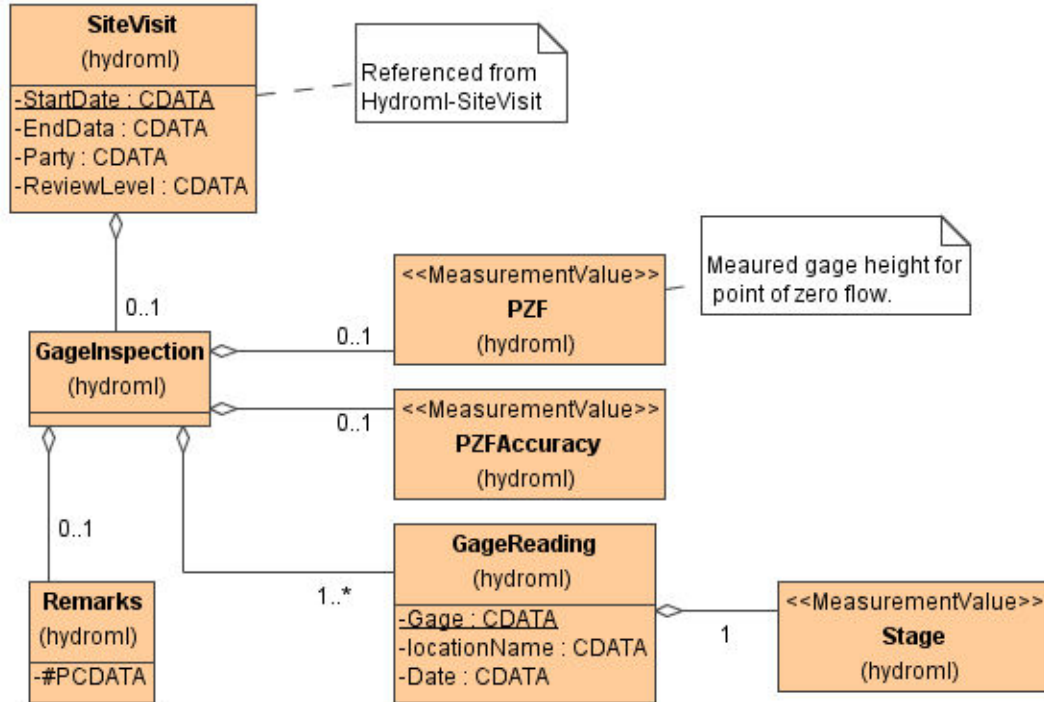 SiteVisit
(hydroml)
-StartDate : CDATA
-EndData : CDATA
-Party : CDATA
-ReviewLevel : CDATA
Referenced from
Hydroml-SiteVisit
0..1
GageInspection
(hydroml)
0..1
<<MeasurementValue>>
PZF
(hydroml)
Meaured gage height for
point of zero flow.
0..1
<<MeasurementValue>>
PZFAccuracy
(hydroml)
0..1
Remarks
(hydroml)
-#PCDATA
1..*
GageReading
(hydroml)
-Gage : CDATA
-locationName : CDATA
-Date : CDATA
1
<<MeasurementValue>>
Stage
(hydroml)